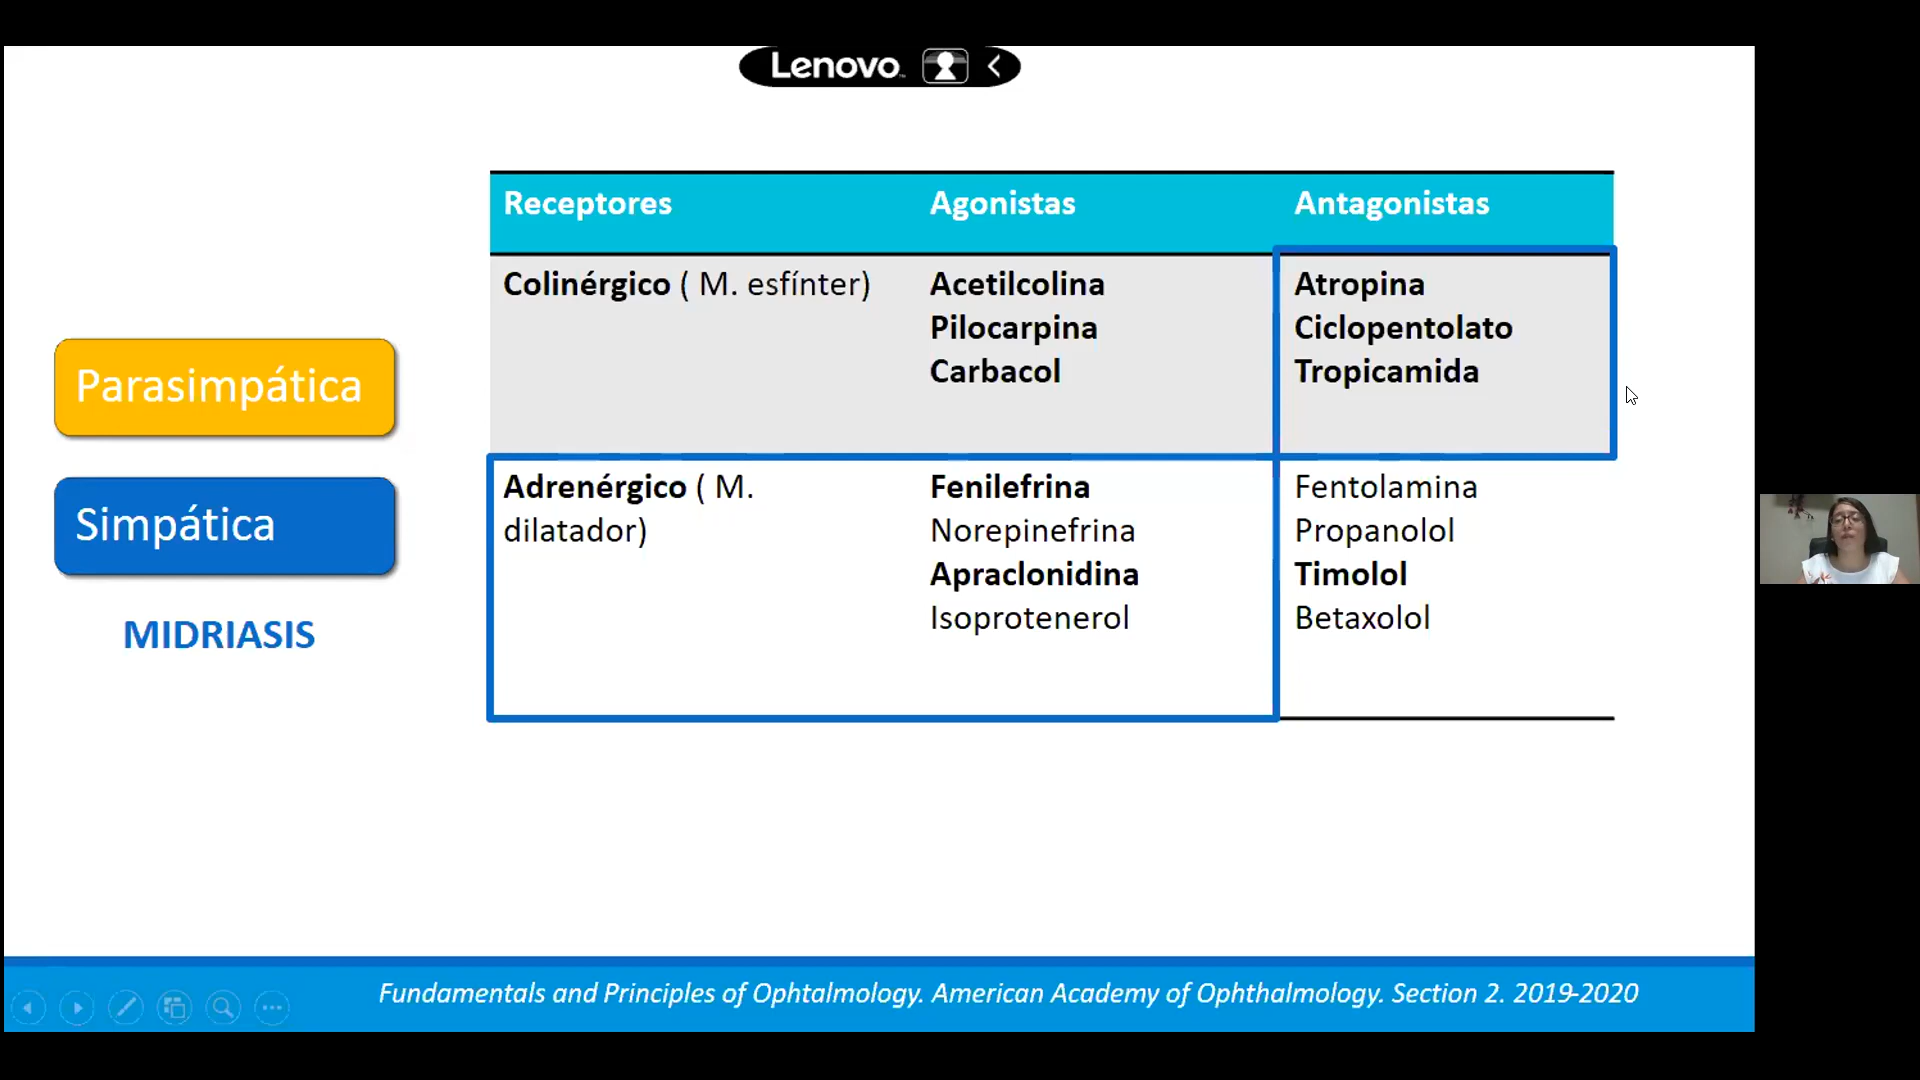 Lenovo
Receptores Agonistas Antagonistas
Colinérgico ( M. esfínter) Acetilcolina Atropina
Pilocarpina Ciclopentolato
Carbacol Tropicamida
Parasimpática
Adrenérgico ( M. Fenilefrina Fentolamina
dilatador) Norepinefrina Propanolol
Simpática
Apraclonidina Timolol
Isoprotenerol Betaxolol
MIDRIASIS
Fundamentals and Principles of Ophtalmology. American Academy of Ophthalmology. Section 2. 2019-2020